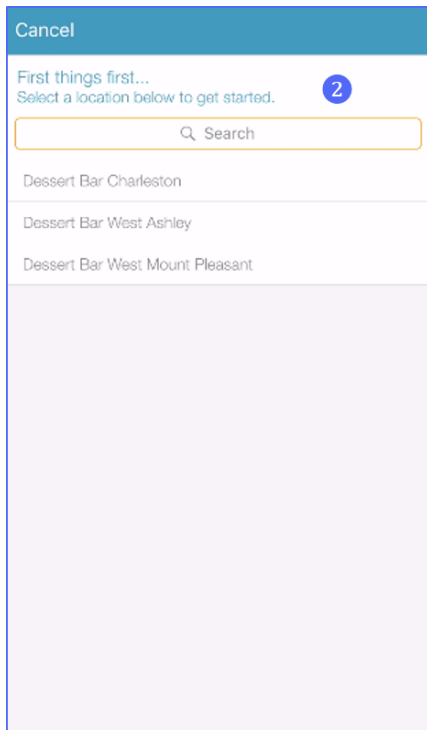 Cancel
First things first...
Select a location below to get started.
2
Search
Dessert Bar Charleston
Dessert Bar West Ashley
Dessert Bar West Mount Pleasant